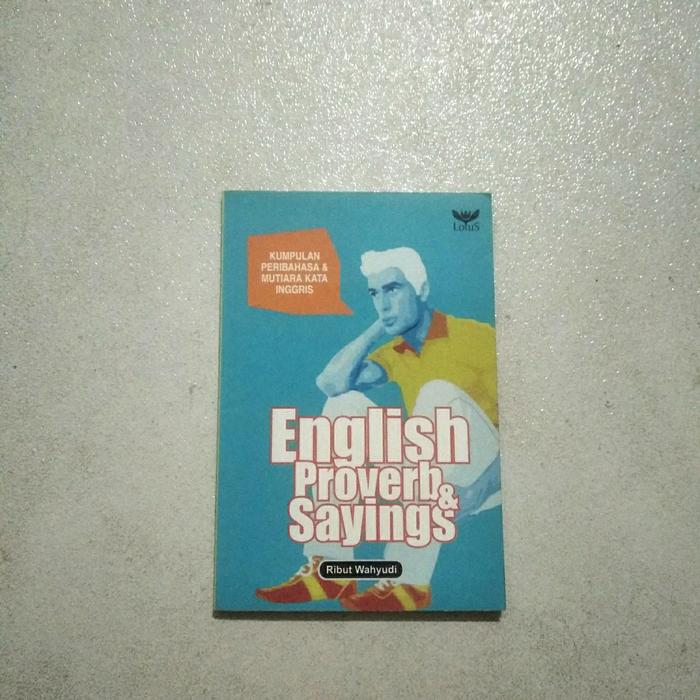 LotuS
KUMPULAN
PERIBAHASA &
MUTIARA KATA
INGGRIS
English
Proverb
&
Sayings
Ribut Wahyudi